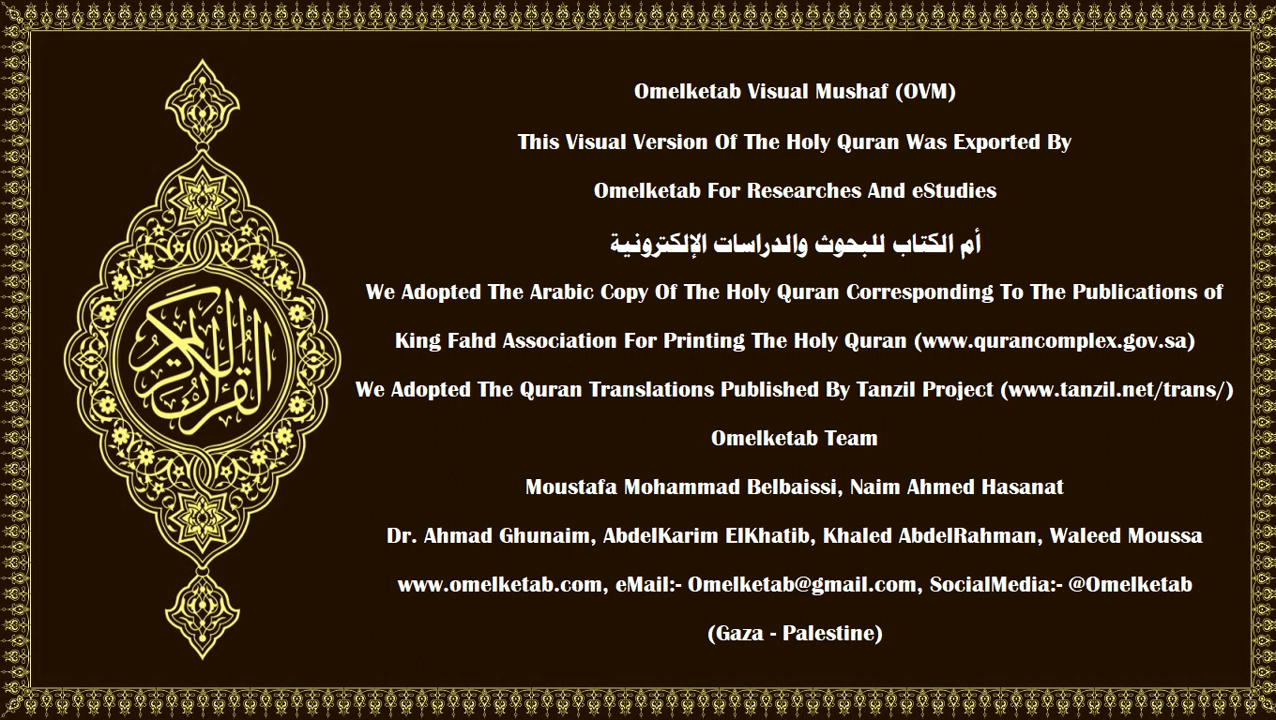 القرآن الكريم
Omelketab Visual Mushaf (OVM)
This Visual Version Of The Holy Quran Was Exported By
Omelketab For Researches And eStudies
أم الكتاب للبحوث والدراسات الإلكترونية
We Adopted The Arabic Copy Of The Holy Quran Corresponding To The Publications of
King Fahd Association For Printing The Holy Quran (www.qurancomplex.gov.sa)
We Adopted The Quran Translations Published By Tanzil Project (www.tanzil.net/trans/)
Omelketab Team
Moustafa Mohammad Belbaissi, Naim Ahmed Hasanat
Dr. Ahmad Ghunaim, AbdelKarim ElKhatib, Khaled AbdelRahman, Waleed Moussa
www.omelketab.com, eMail:- Omelketab@gmail.com, SocialMedia:- @Omelketab
(Gaza - Palestine)